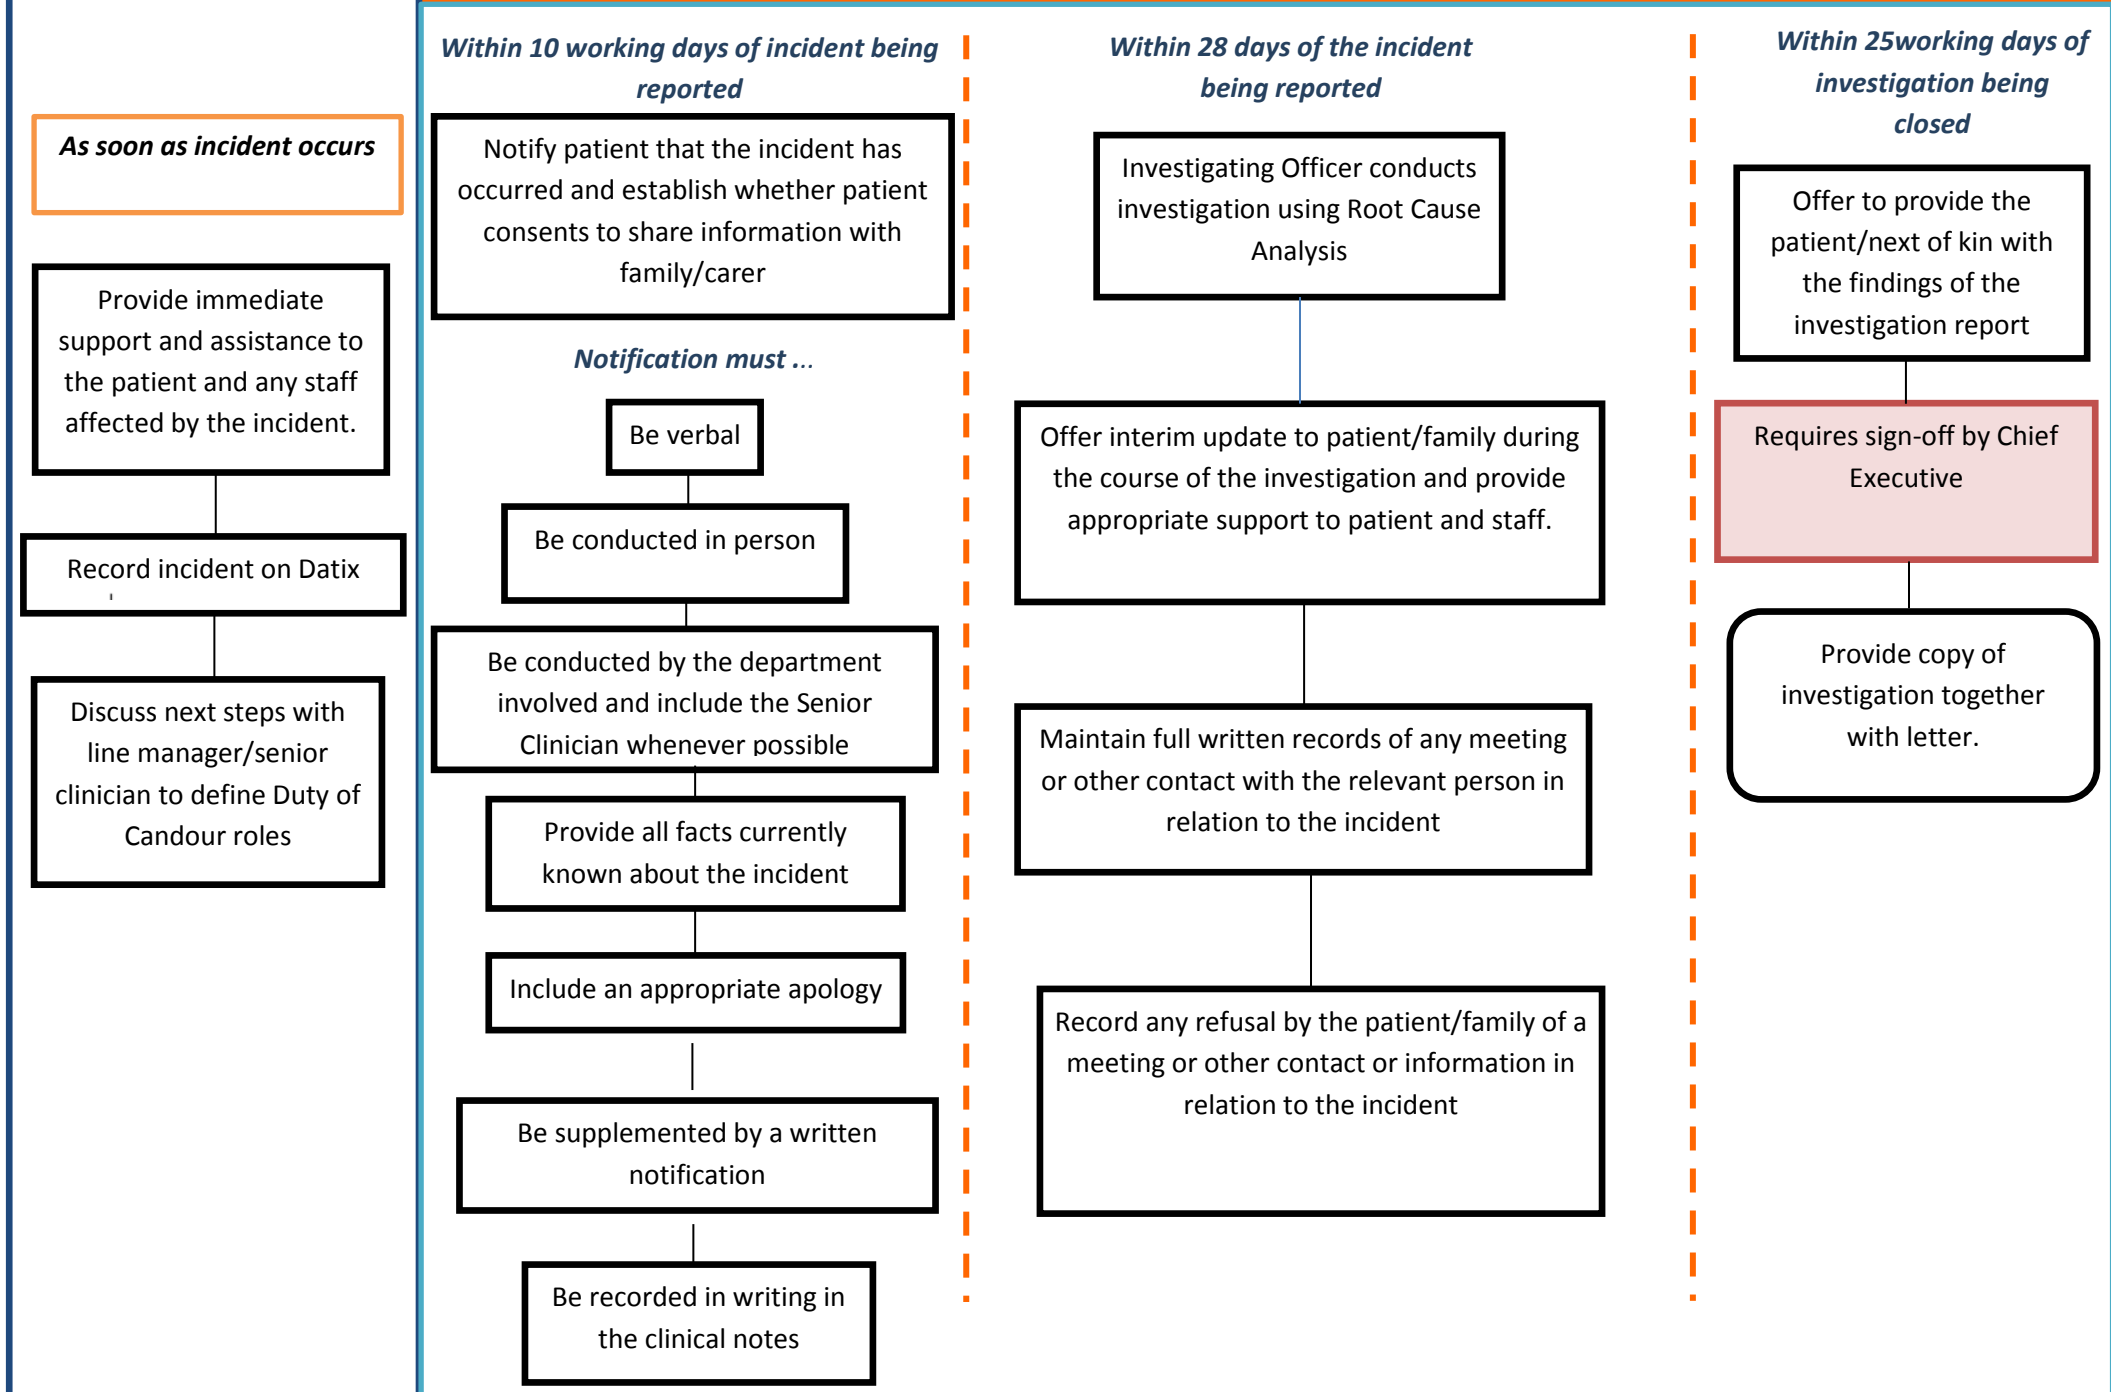 As soon as incident occurs
Provide immediate
support and assistance to
the patient and any staff
affected by the incident.
Record incident on Datix
Discuss next steps with
line manager/senior
clinician to define Duty of
Candour roles
Within 10 working days of incident being
reported
Notify patient that the incident has
occurred and establish whether patient
consents to share information with
family/carer
Notification must ...
Be verbal
Be conducted in person
Be conducted by the department
involved and include the Senior
Clinician whenever possible
Provide all facts currently
known about the incident
Include an appropriate apology
Be supplemented by a written
notification
Be recorded in writing in
the clinical notes
Within 28 days of the incident
being reported
Investigating Officer conducts
investigation using Root Cause
Analysis
Offer interim update to patient/family during
the course of the investigation and provide
appropriate support to patient and staff.
Maintain full written records of any meeting
or other contact with the relevant person in
relation to the incident
Record any refusal by the patient/family of a
meeting or other contact or information in
relation to the incident
Within 25working days of
investigation being
closed
Offer to provide the
patient/next of kin with
the findings of the
investigation report
Requires sign-off by Chief
Executive
Provide copy of
investigation together
with letter.